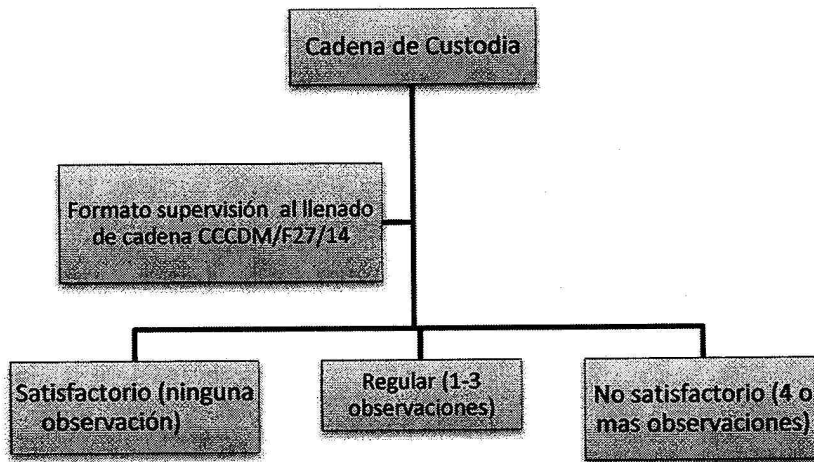 Cadena de Custodia
Formato supervisión al llenado
de cadena CCCDM/F27/14
Satisfactorio (ninguna
observación)
Regular (1-3
observaciones)
No satisfactorio (4 o
mas observaciones)